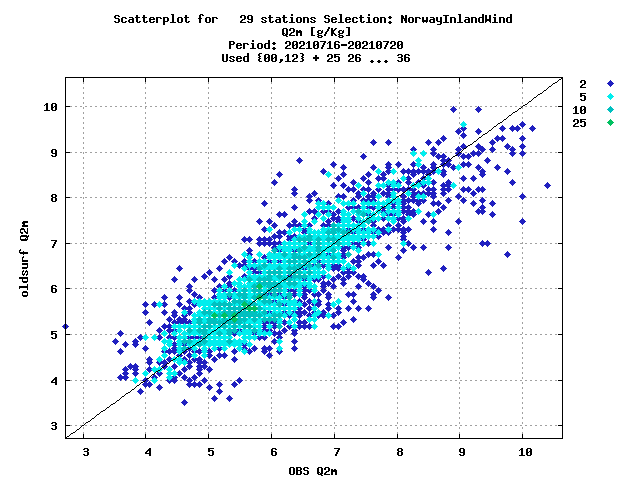 Scatterplot for   29 stations Selection: NorwayInlandWind
Q2m [g/Kg]
Period: 20210716-20210720
Used {00,12} + 25 26 ... 36
2
5
10
25
10
9
8
7
6
5
4
3
oldsurf Q2m
3 4 5 6 7 8 9 10
OBS Q2m